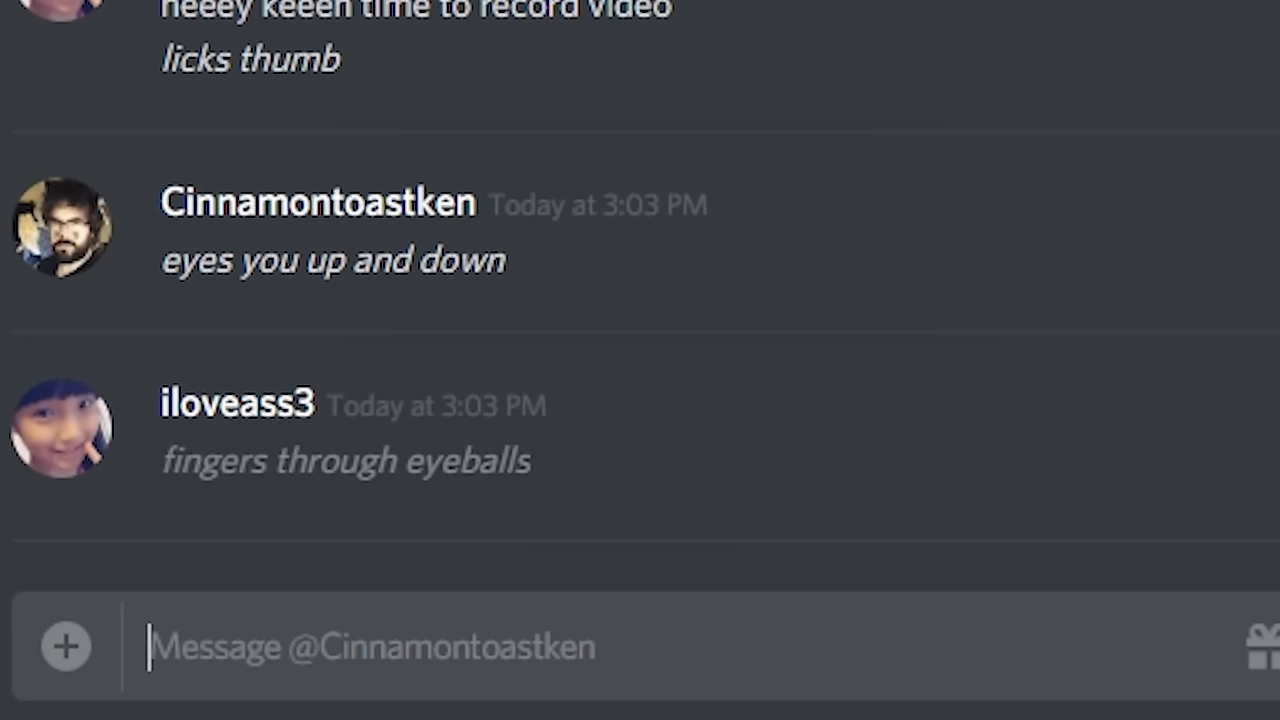 heeey keeen time to record video
licks thumb
Cinnamontoastken Today at 3:03 PM
eyes you up and down
iloveass3 Today at 3:03 PM
fingers through eyeballs
Message @Cinnamontoastken